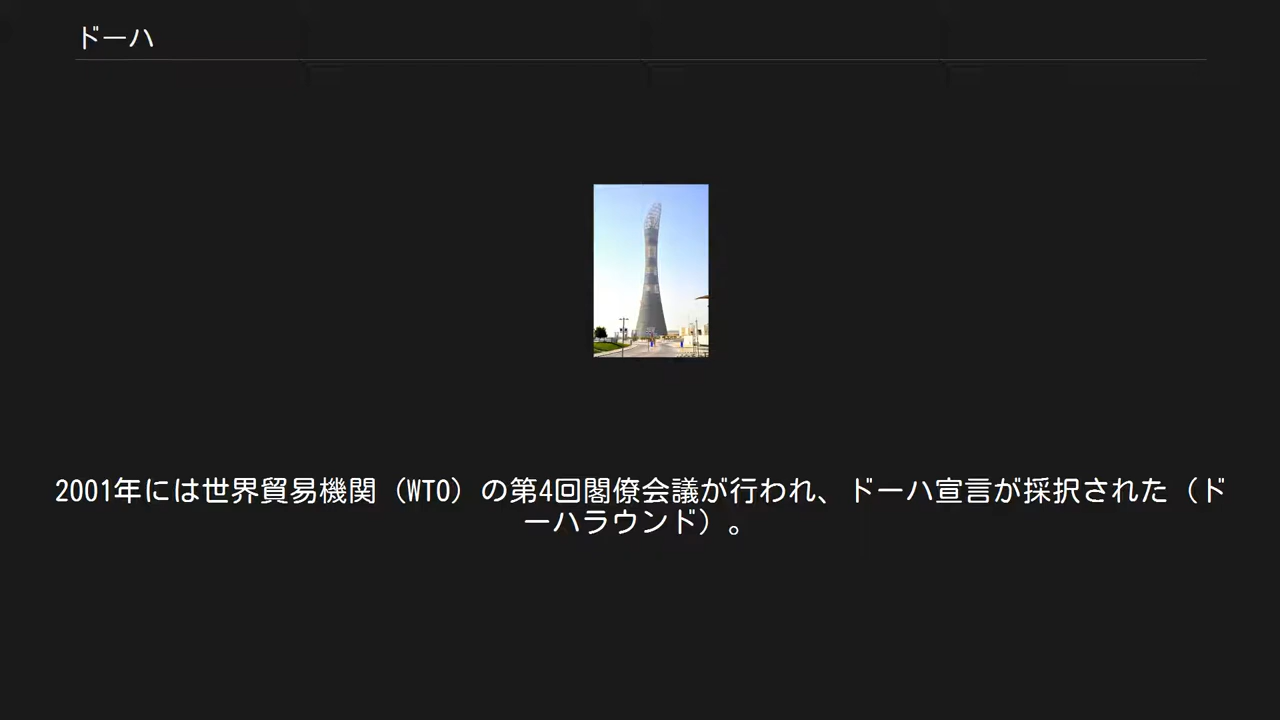 ドーハ
2001年には世界貿易機関（WTO）の第4回閣僚会議が行われ、ドーハ宣言が採択された（ド
ーハラウンド）。